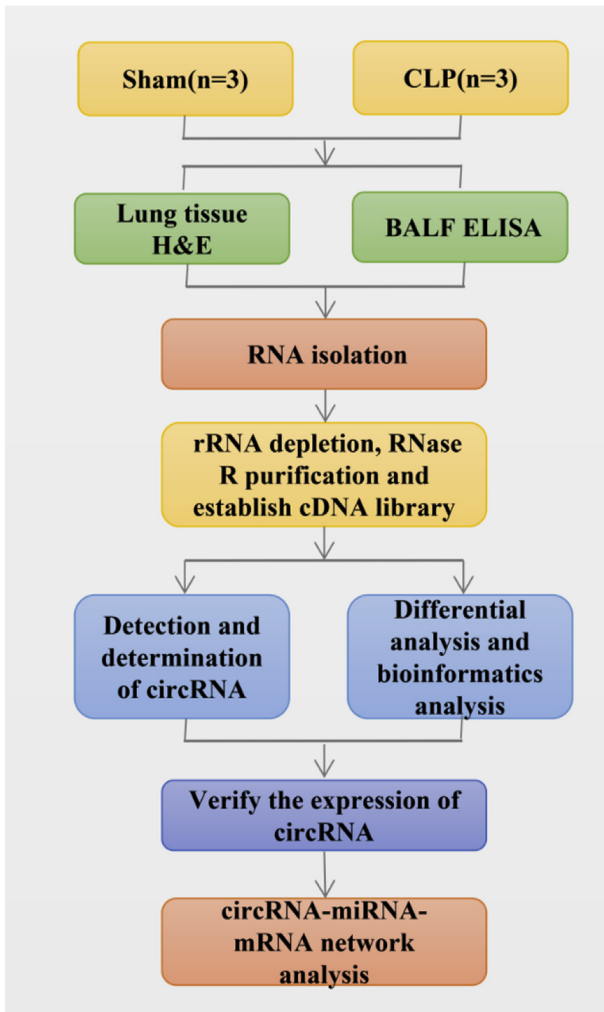 Sham(n=3)
CLP(n=3)
Lung tissue
H&E
BALF ELISA
RNA isolation
rRNA depletion, RNase
R purification and
establish cDNA library
Detection and
determination
of circRNA
Differential
analysis and
bioinformatics
analysis
Verify the expression of
circRNA
circRNA-miRNA-
mRNA network
analysis